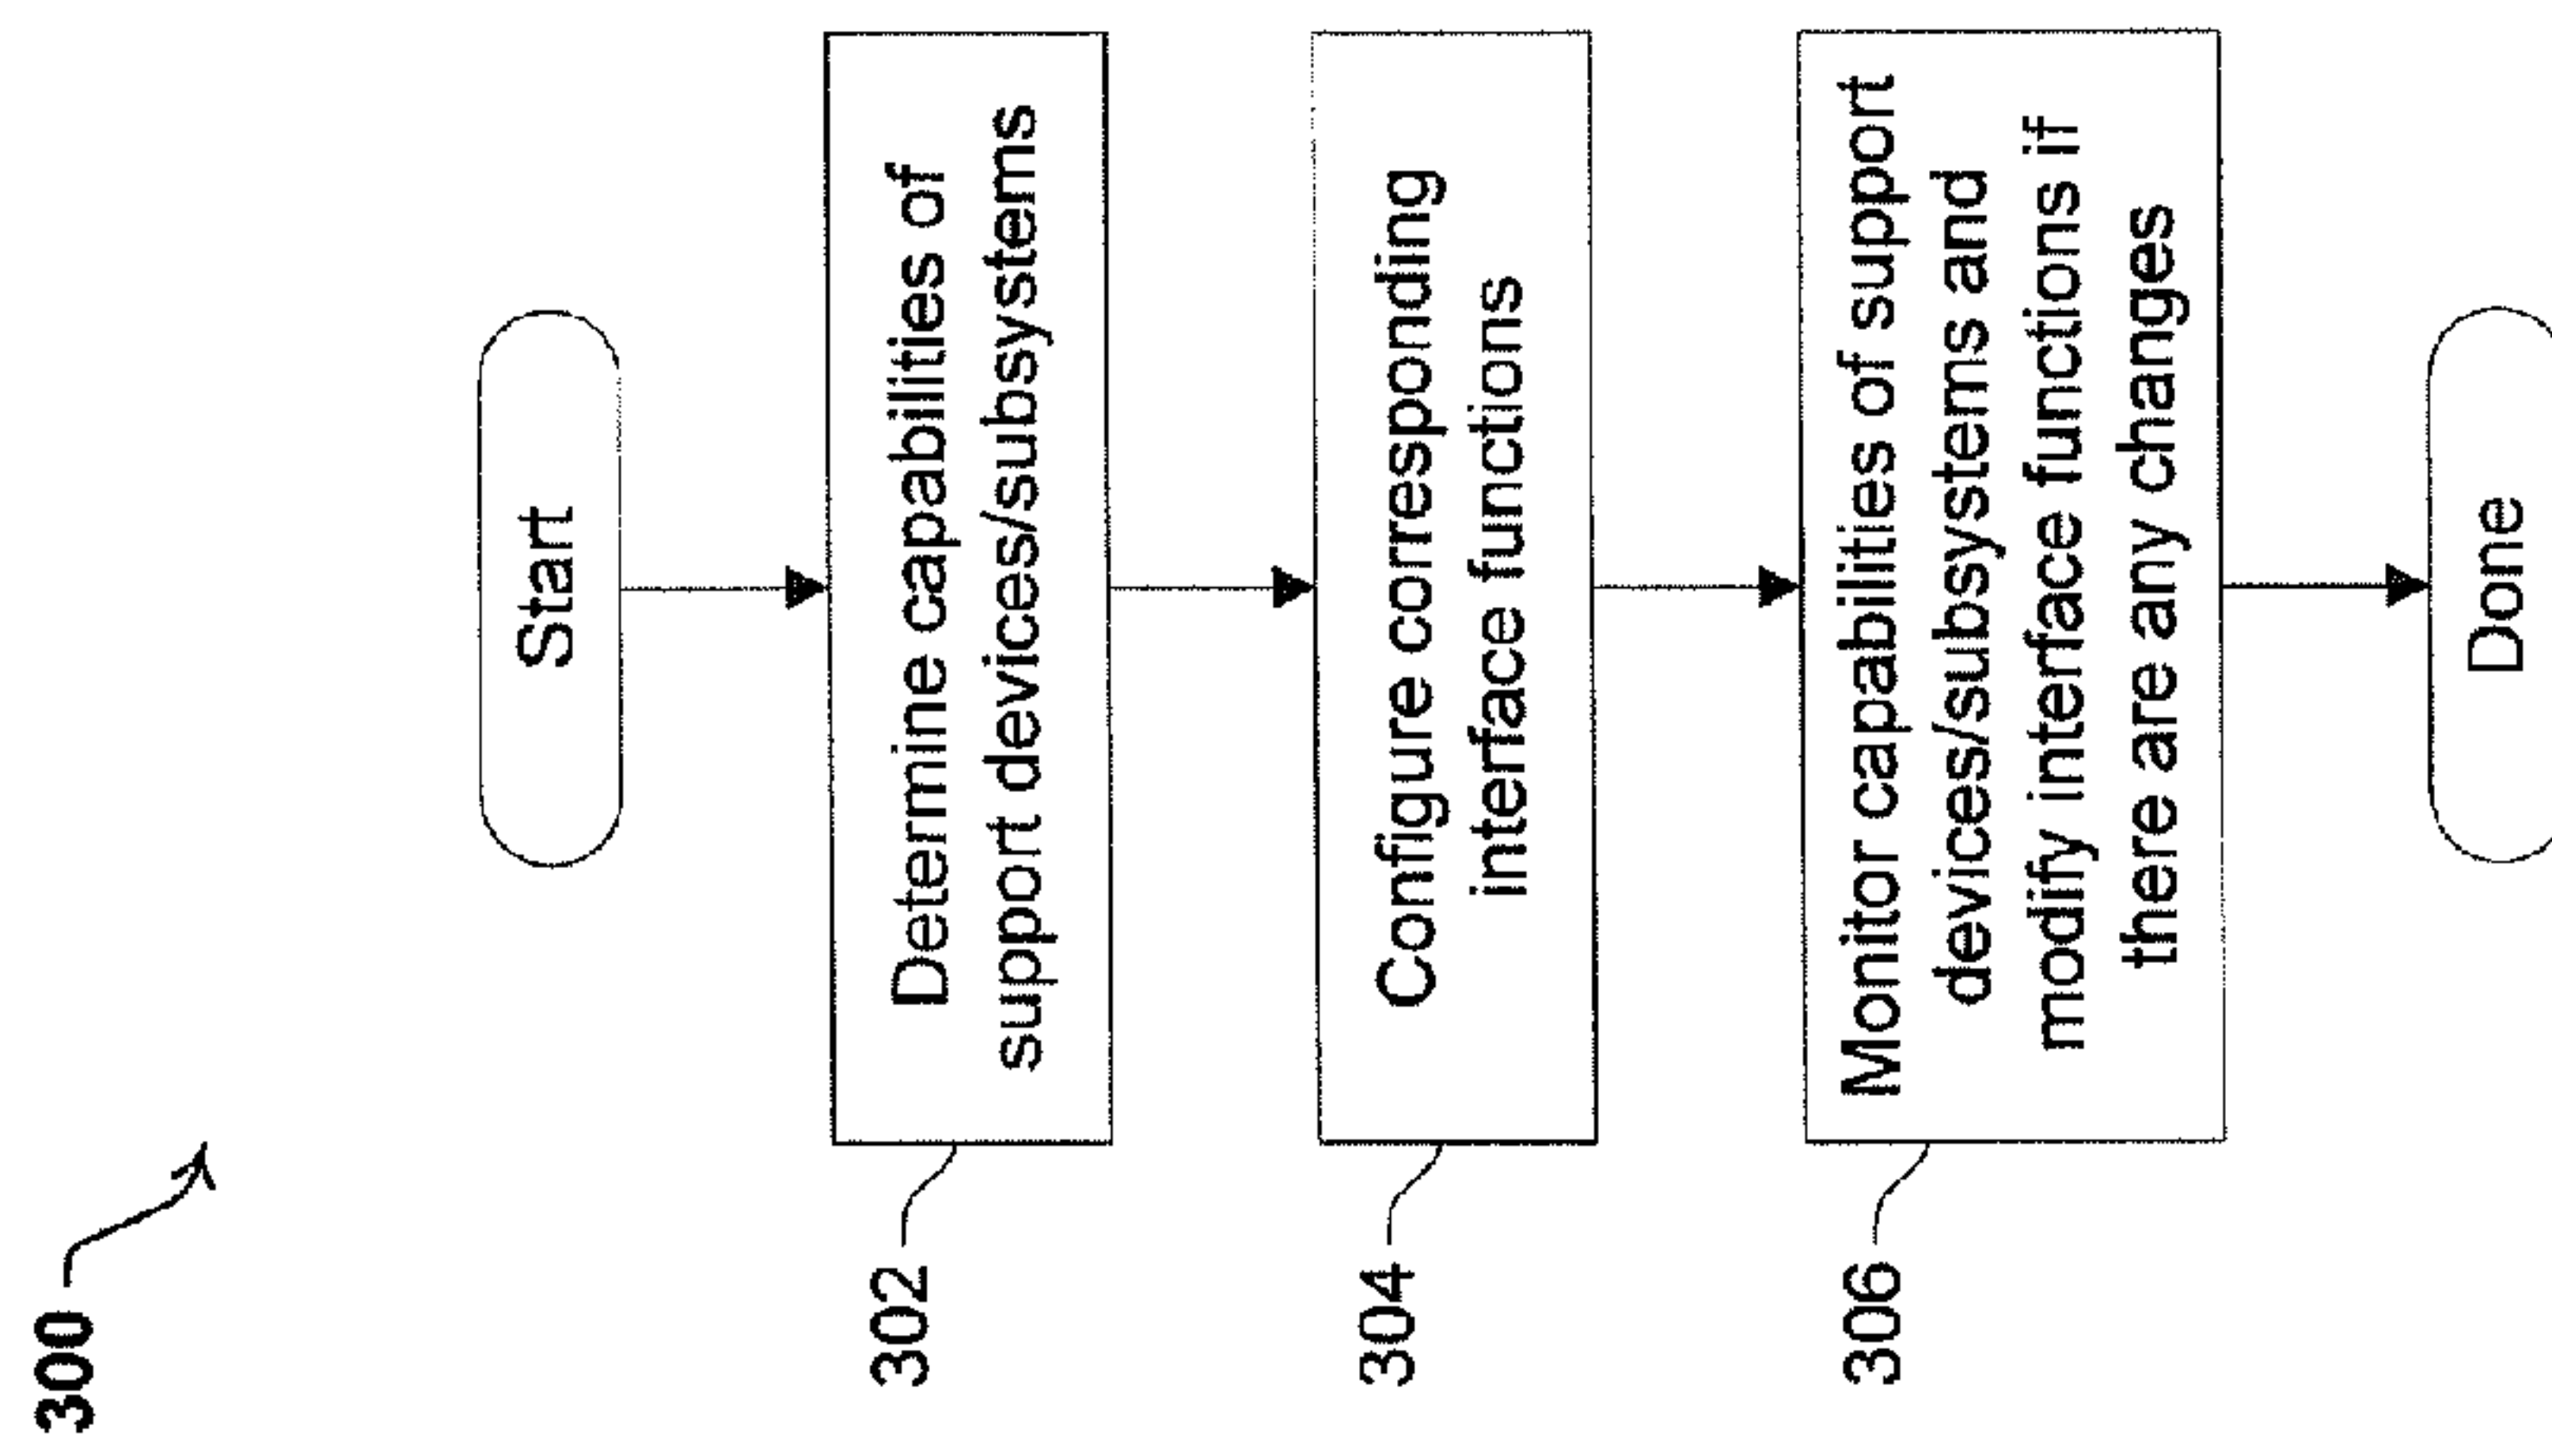 300
Start
302
Determine capabilities of
support devices/subsystems
304
Configure corresponding
interface functions
306
Monitor capabilities of support
devices/subsystems and
modify interface functions if
there are any changes
Done